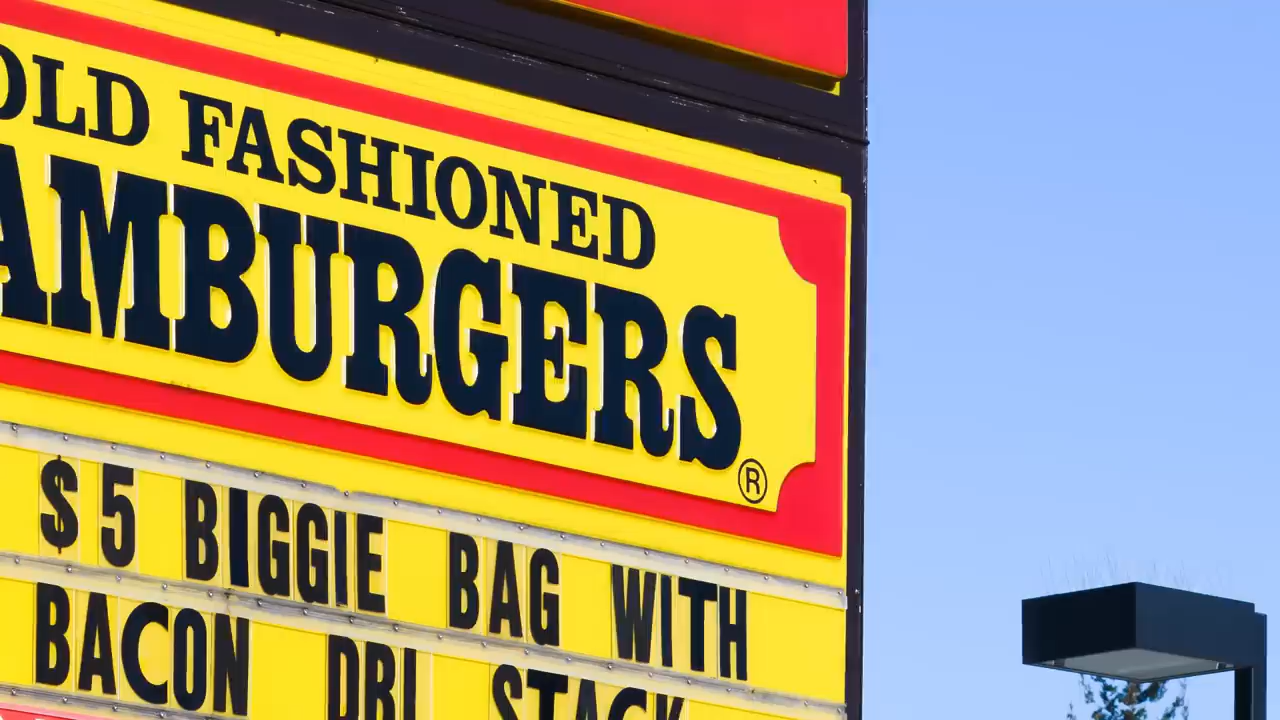 OLD FASHIONED
AMBURGERS
®
$5 BIGGIE BAG WITH
BACON DBL STACK